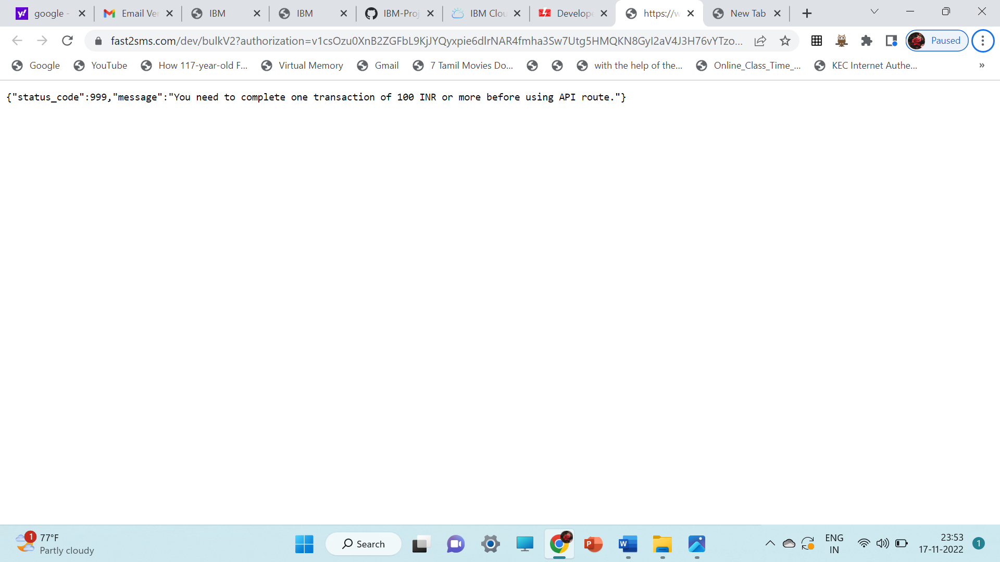 google -
Email Ver
IBM
IBM
IBM-Proj
IBM Clou
Develope
https://w
New Tab
fast2sms.com/dev/bulkV2?authorization=v1csOzu0XnB2ZGFbL9KjJYQyxpie6dlrNAR4fmha3Sw7Utg5HMQKN8GyI2aV4J3H76vYTzo...
Paused
Google
YouTube
How 117-year-old F...
Virtual Memory
Gmail
7 Tamil Movies Do...
with the help of the...
Online_Class_Time_...
KEC Internet Authe...
»
{"status_code":999,"message":"You need to complete one transaction of 100 INR or more before using API route."}
1
77°F
Partly cloudy
Search
P
W
ENG
IN
23:53
17-11-2022
1